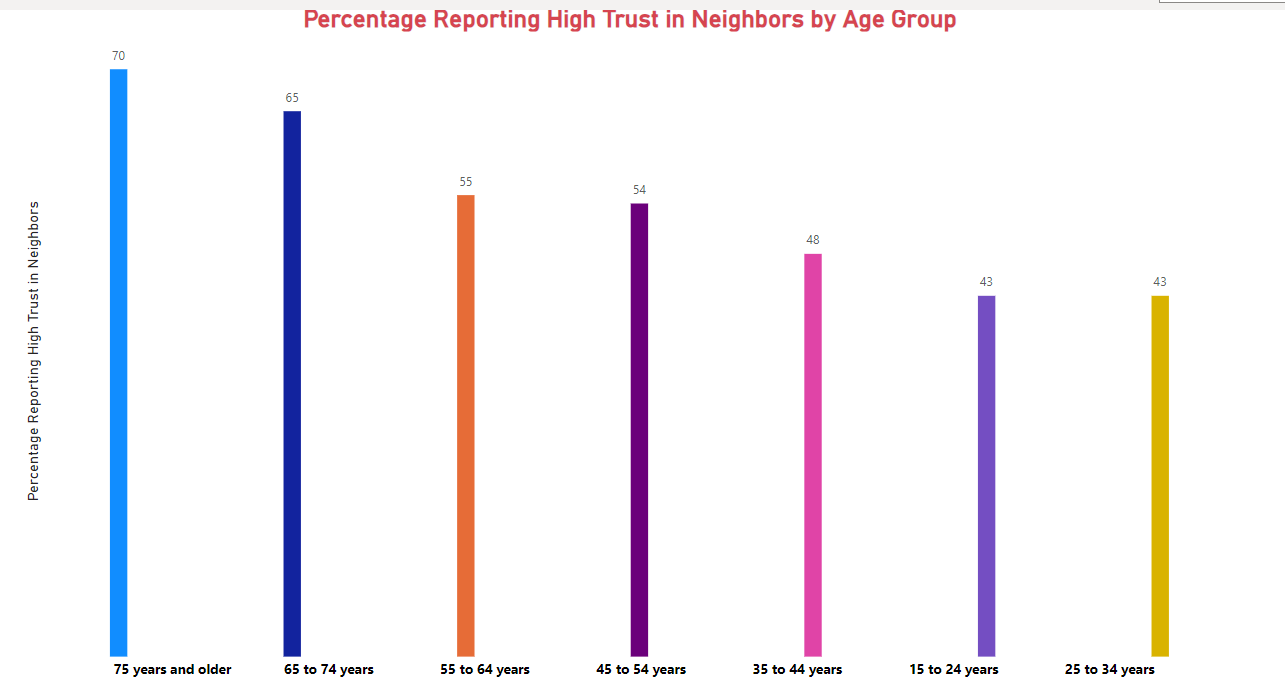 Percentage Reporting High Trust in Neighbors by Age Group
70
65
55
54
48
43
43
Percentage Reporting High Trust in Neighbors
75 years and older
65 to 74 years
55 to 64 years
45 to 54 years
35 to 44 years
15 to 24 years
25 to 34 years